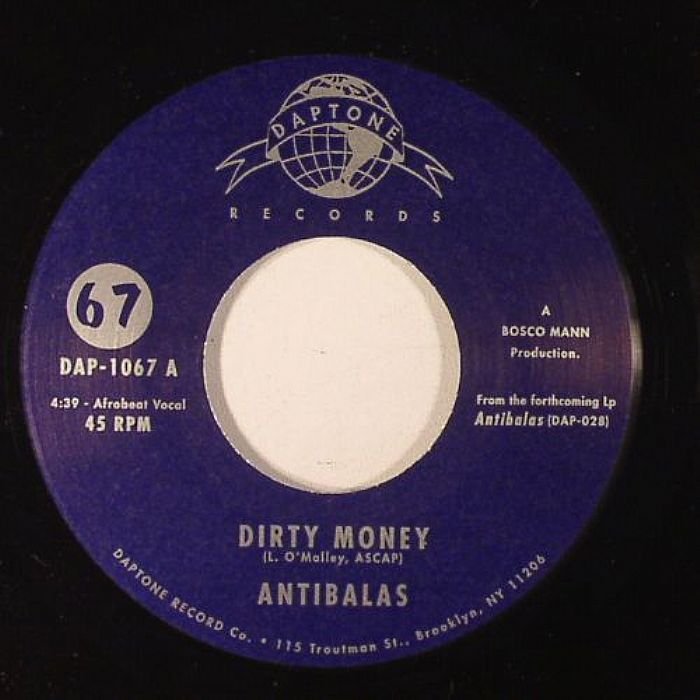 DAPTONE
RECORDS
67
DAP-1067 A
4:39 - Afrobeat Vocal
45 RPM
A
BOSCO MANN
Production.
From the forthcoming Lp
Antibalas (DAP-028)
DIRTY MONEY
(L. O'Malley, ASCAP)
ANTIBALAS
DAPTONE RECORD Co. • 115 Troutman St., Brooklyn, NY 11206